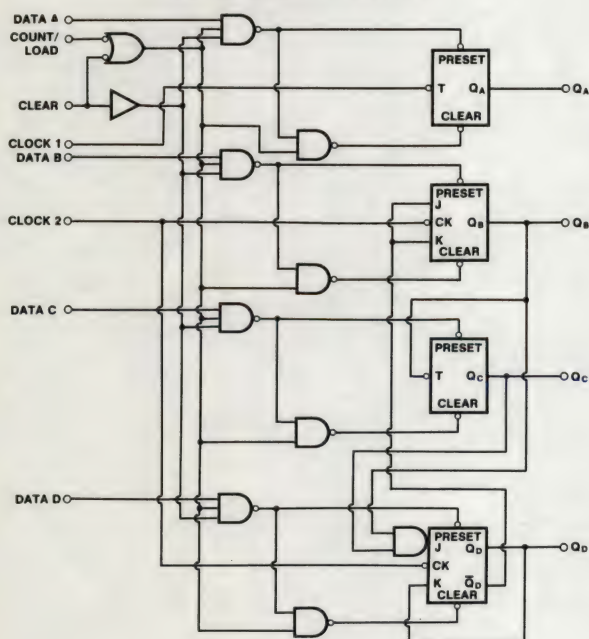 DATA A
COUNT/
LOAD
CLEAR
CLOCK 1
DATA B
CLOCK 2
DATA C
DATA D
PRESET
T QA
CLEAR
QA
PRESET
J
CK QB
K
CLEAR
QB
PRESET
T QC
CLEAR
QC
PRESET
J QD
CK
K Q̅D
CLEAR
QD